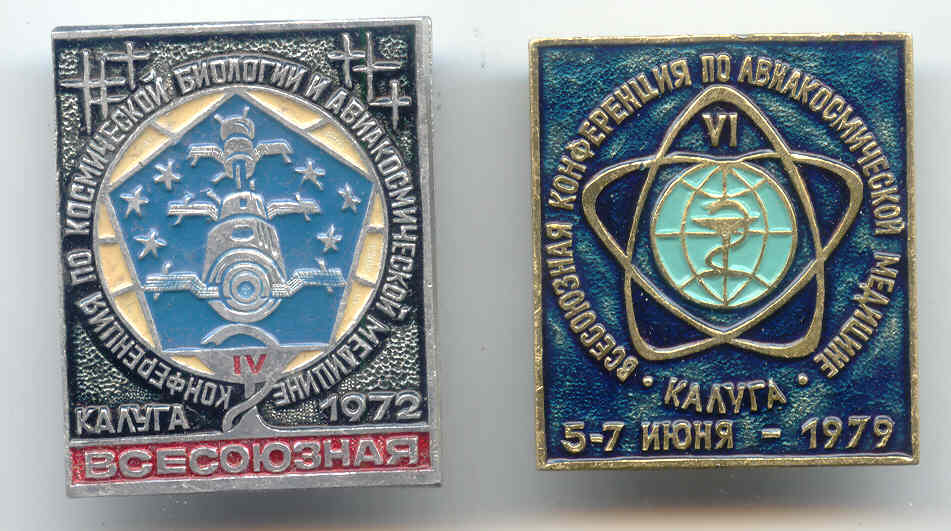 КОНФЕРЕНЦИЯ ПО КОСМИЧЕСКОЙ БИОЛОГИИ И АВИАКОСМИЧЕСКОЙ МЕДИЦИНЕ
IV
КАЛУГА 1972
ВСЕСОЮЗНАЯ
ВСЕСОЮЗНАЯ КОНФЕРЕНЦИЯ ПО АВИАКОСМИЧЕСКОЙ МЕДИЦИНЕ
VI
• КАЛУГА •
5-7 ИЮНЯ - 1979